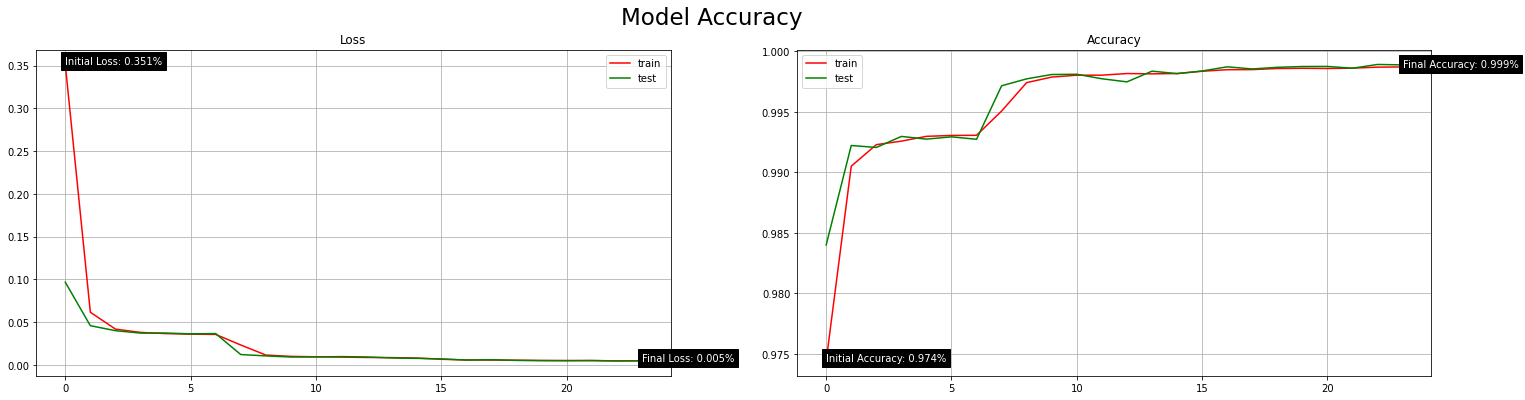 Model Accuracy
Loss
Initial Loss: 0.351%
train
test
0.35
0.30
0.25
0.20
0.15
0.10
0.05
0.00
Final Loss: 0.005%
0
5
10
15
20
Accuracy
train
test
Final Accuracy: 0.999%
1.000
0.995
0.990
0.985
0.980
0.975
Initial Accuracy: 0.974%
0
5
10
15
20